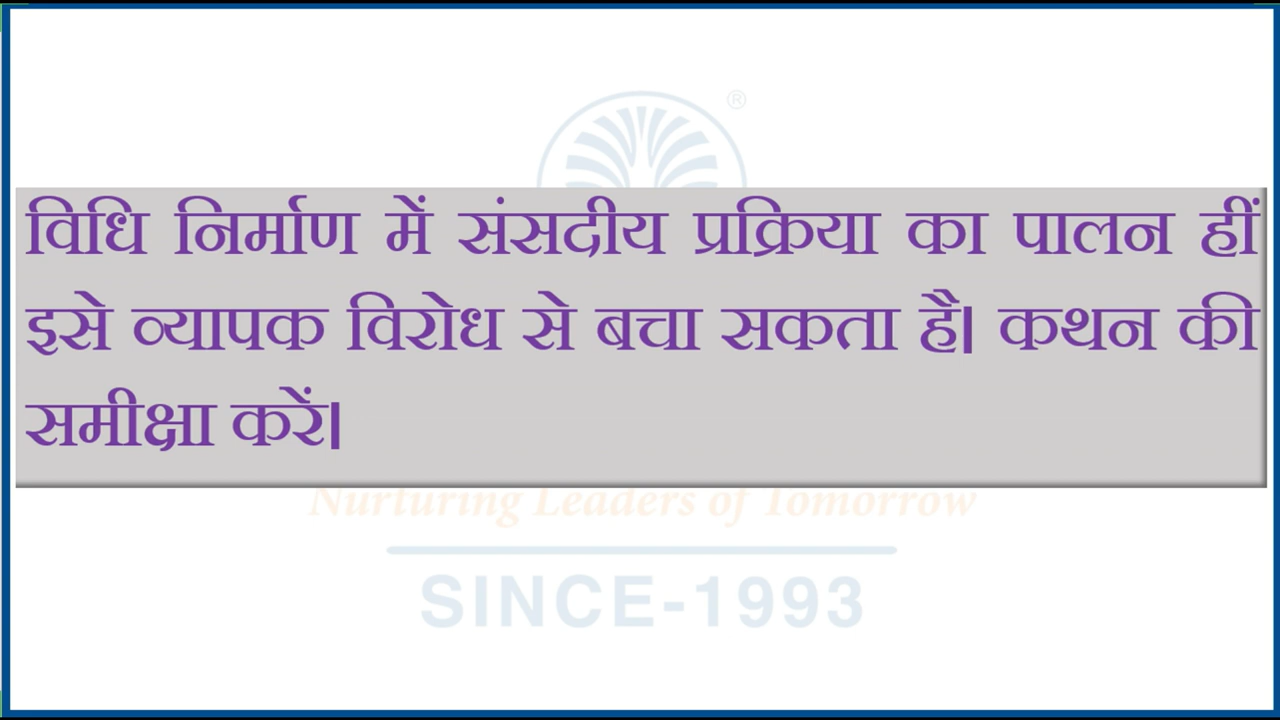 ®
विधि निर्माण में संसदीय प्रक्रिया का पालन हीं
इसे व्यापक विरोध से बचा सकता है। कथन की
समीक्षा करें।
Nurturing Leaders of Tomorrow
SINCE-1993